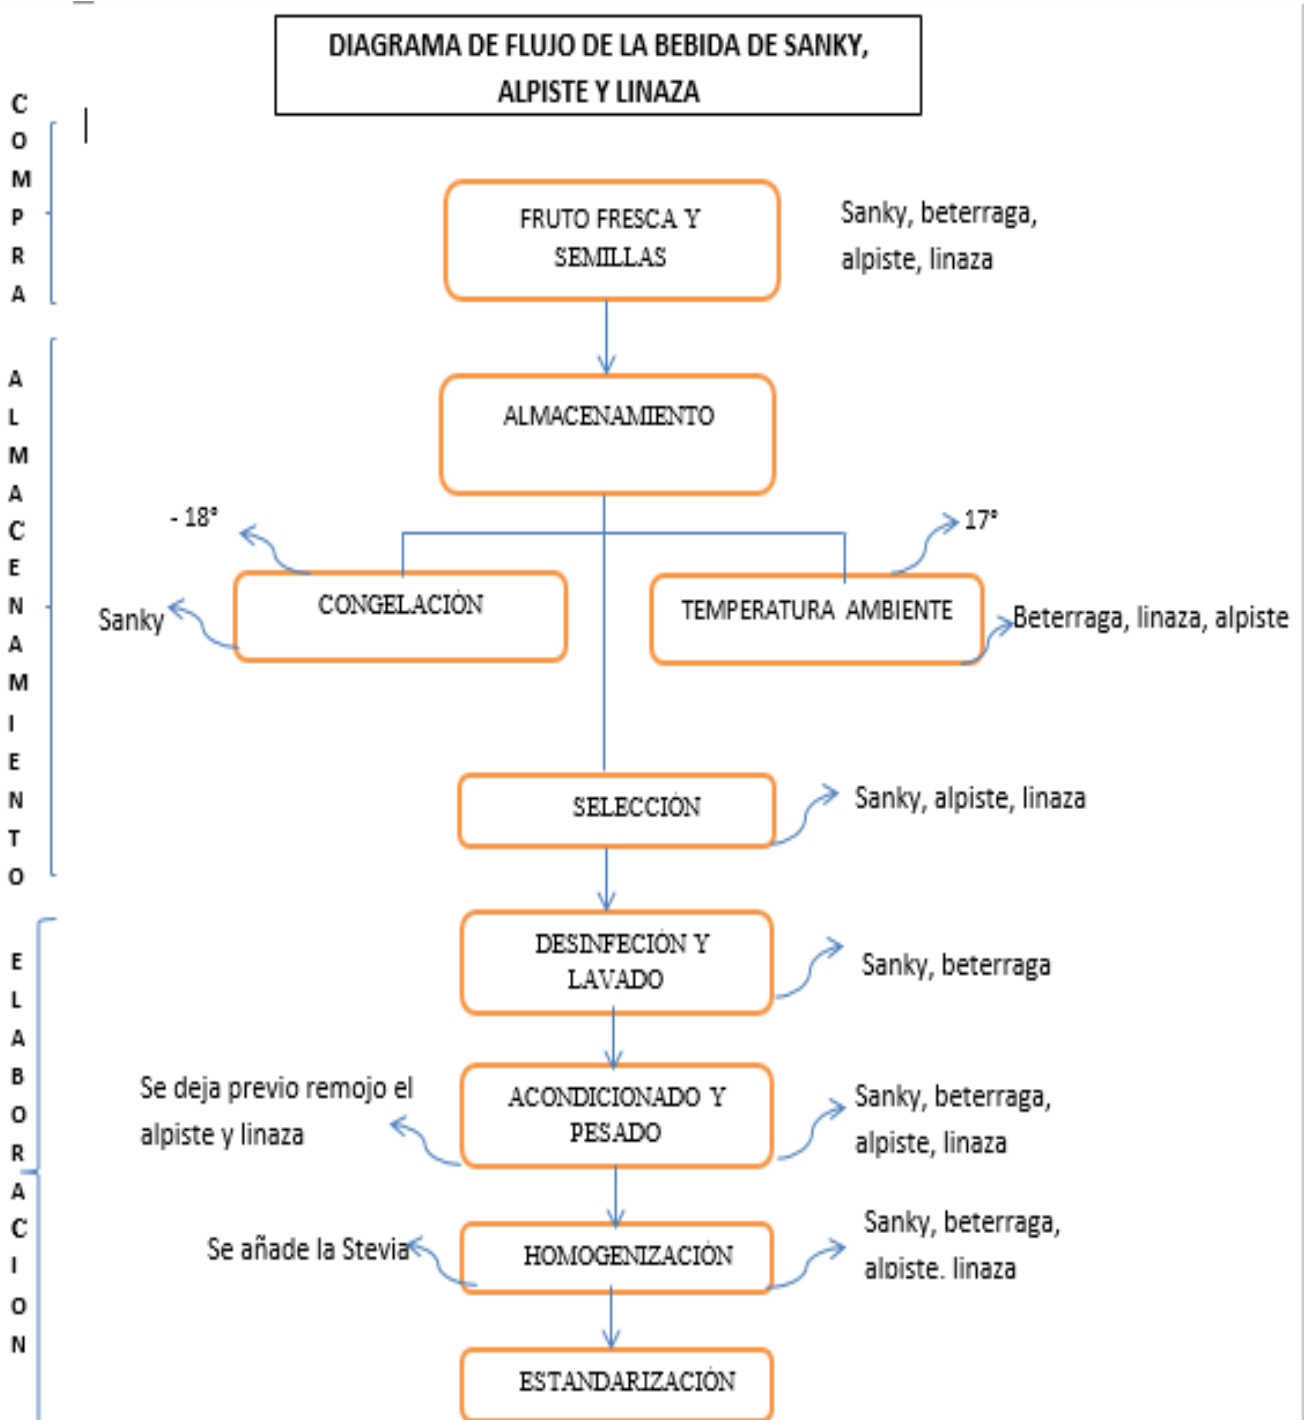 DIAGRAMA DE FLUJO DE LA BEBIDA DE SANKY,
ALPISTE Y LINAZA
COMPRA
FRUTO FRESCA Y
SEMILLAS
Sanky, beterraga,
alpiste, linaza
ALMACENAMIENTO
ALMACENAMIENTO
- 18°
17°
CONGELACIÓN
Sanky
TEMPERATURA AMBIENTE
Beterraga, linaza, alpiste
SELECCIÓN
Sanky, alpiste, linaza
ELABORACION
DESINFECIÓN Y
LAVADO
Sanky, beterraga
Se deja previo remojo el
alpiste y linaza
ACONDICIONADO Y
PESADO
Sanky, beterraga,
alpiste, linaza
Se añade la Stevia
HOMOGENIZACIÓN
Sanky, beterraga,
alpiste. linaza
ESTANDARIZACIÓN